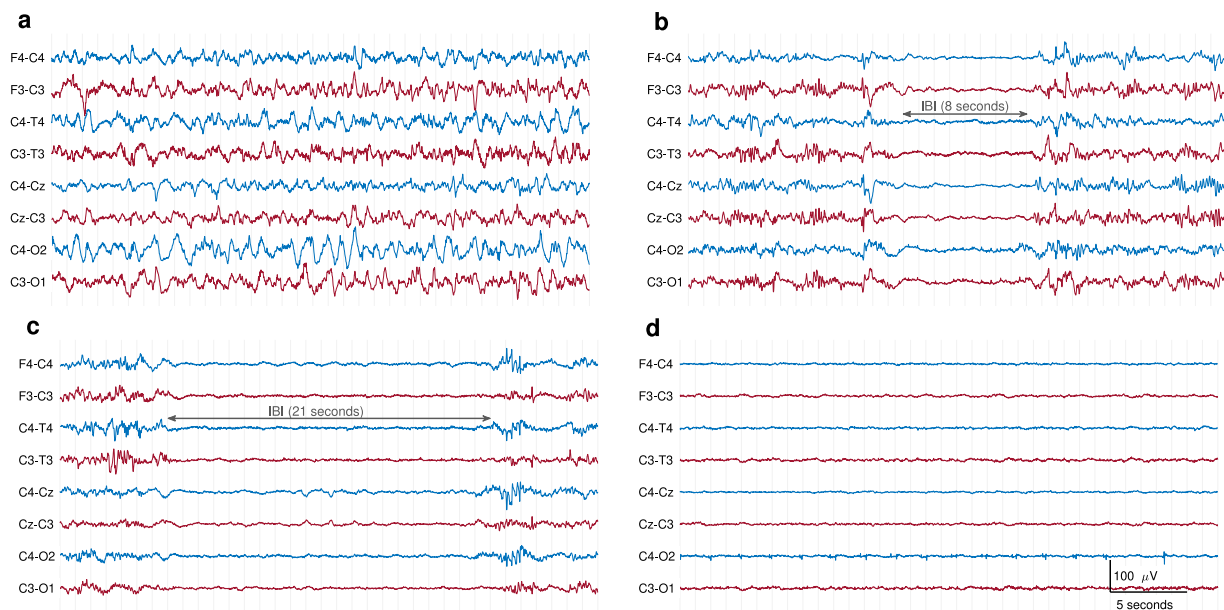 a
F4-C4
F3-C3
C4-T4
C3-T3
C4-Cz
Cz-C3
C4-O2
C3-O1
b
F4-C4
F3-C3
IBI (8 seconds)
C4-T4
C3-T3
C4-Cz
Cz-C3
C4-O2
C3-O1
c
F4-C4
F3-C3
IBI (21 seconds)
C4-T4
C3-T3
C4-Cz
Cz-C3
C4-O2
C3-O1
d
F4-C4
F3-C3
C4-T4
C3-T3
C4-Cz
Cz-C3
C4-O2
C3-O1
100 μV
5 seconds